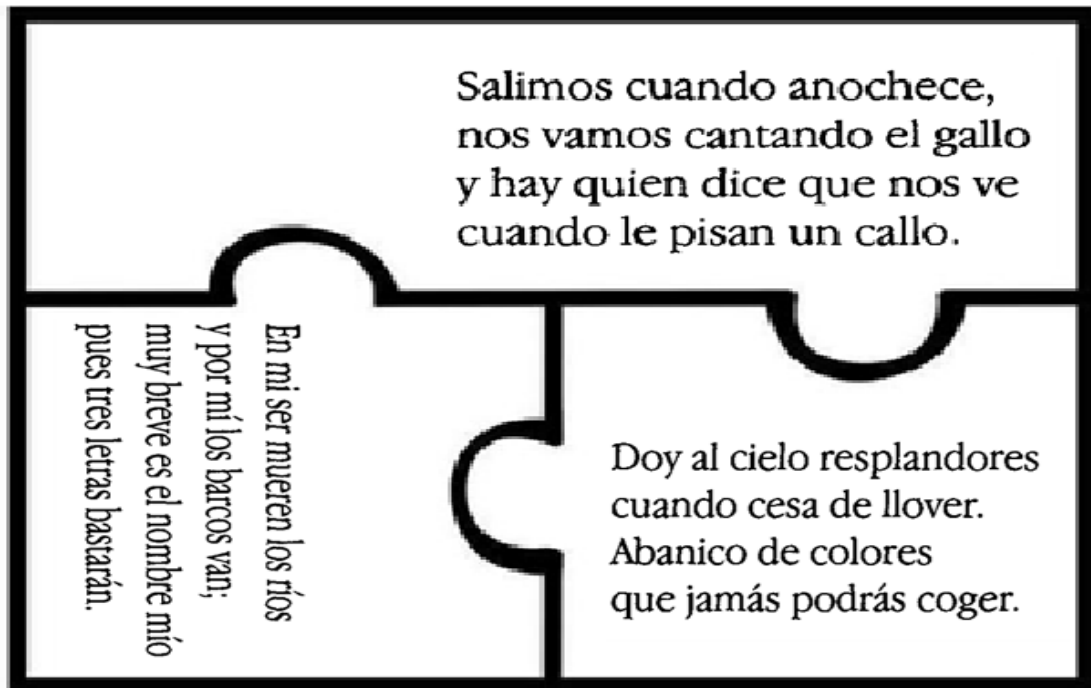 Salimos cuando anochece,
nos vamos cantando el gallo
y hay quien dice que nos ve
cuando le pisan un callo.
En mi ser mueren los ríos
y por mí los barcos van;
muy breve es el nombre mío
pues tres letras bastarán.
Doy al cielo resplandores
cuando cesa de llover.
Abanico de colores
que jamás podrás coger.